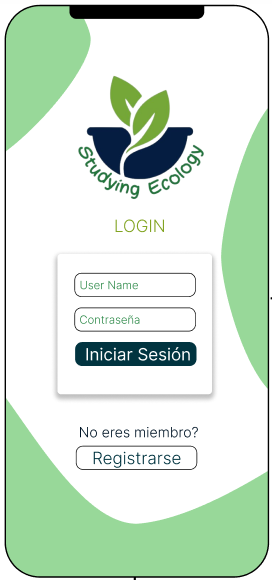 Studying Ecology
LOGIN
User Name
Contraseña
Iniciar Sesión
No eres miembro?
Registrarse